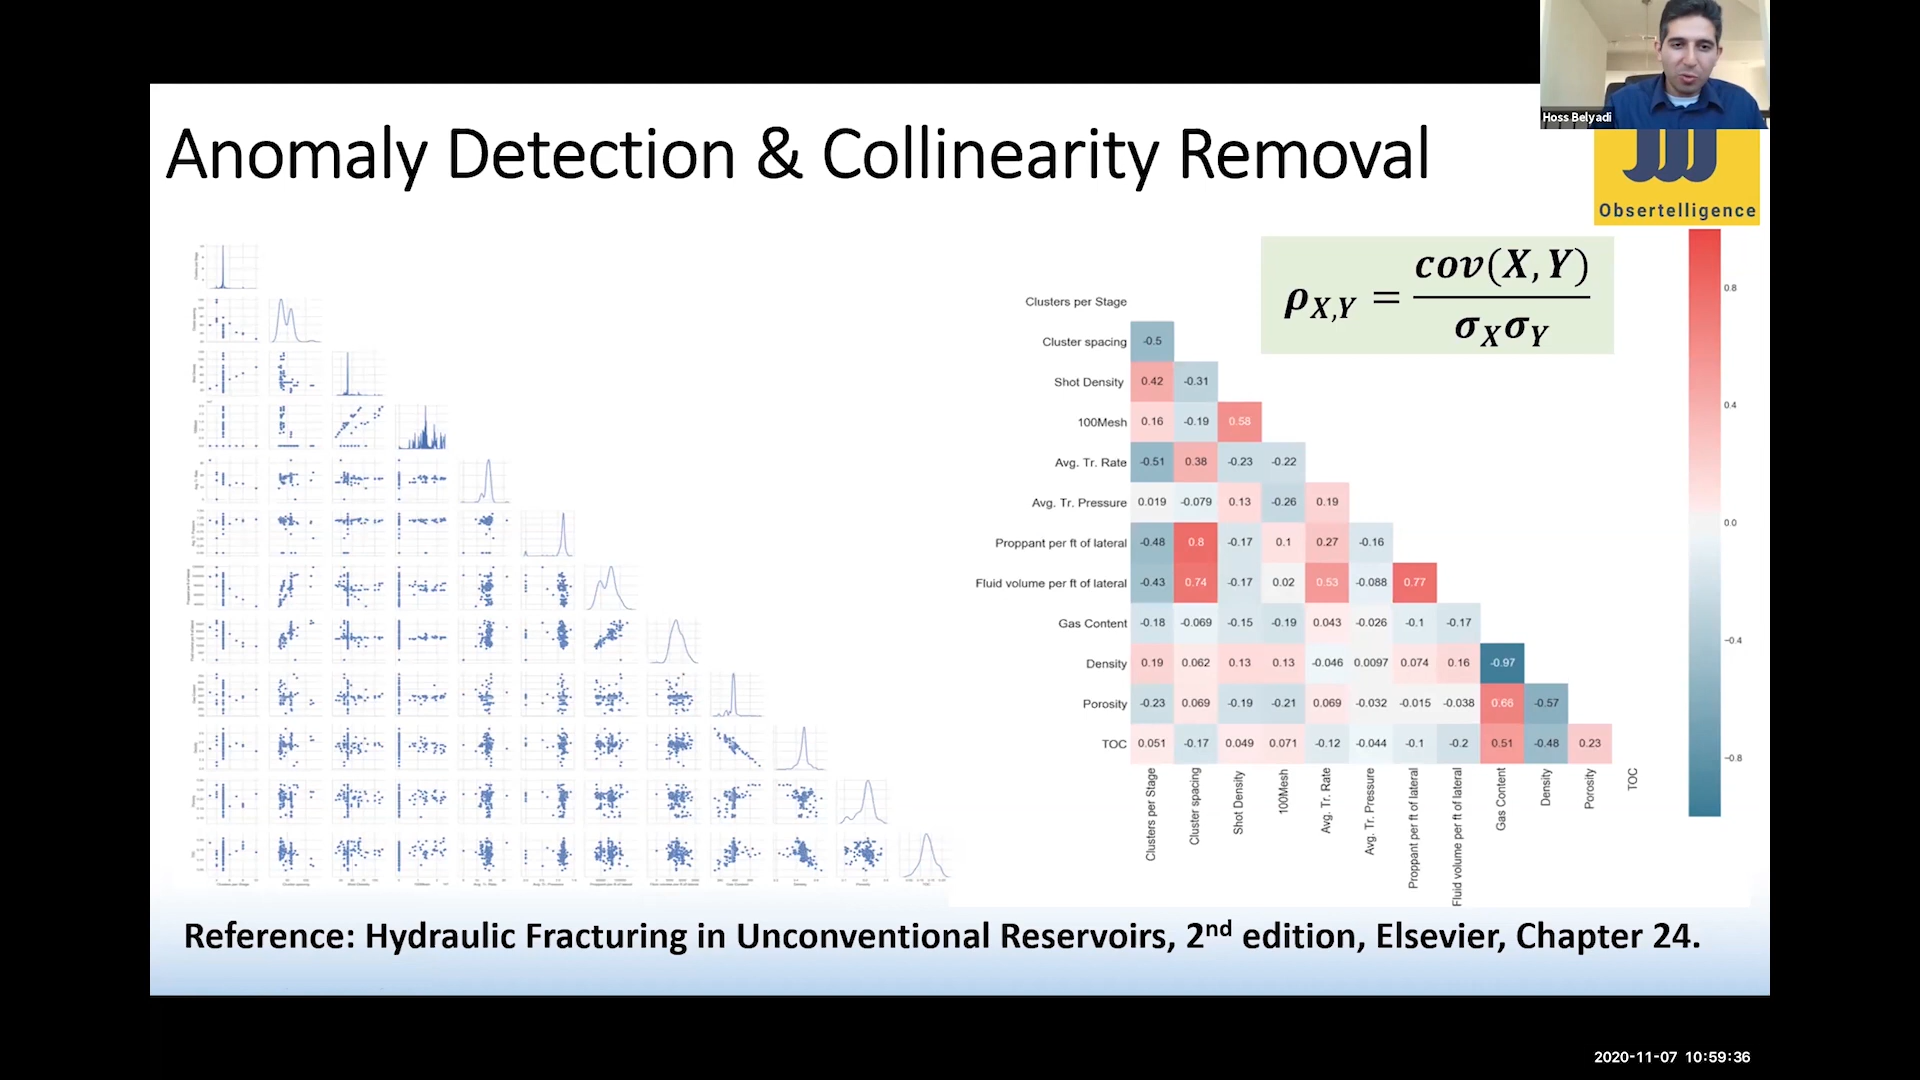 Hoss Belyadi
Anomaly Detection & Collinearity Removal
Obsertelligence
ρX,Y = cov(X, Y) / σXσY
0.8
0.4
0.0
−0.4
−0.8
Clusters per Stage
Cluster spacing -0.5
Shot Density 0.42 -0.31
100Mesh 0.16 -0.19 0.58
Avg. Tr. Rate -0.51 0.38 -0.23 -0.22
Avg. Tr. Pressure 0.019 -0.079 0.13 -0.26 0.19
Proppant per ft of lateral -0.48 0.8 -0.17 0.1 0.27 -0.16
Fluid volume per ft of lateral -0.43 0.74 -0.17 0.02 0.53 -0.088 0.77
Gas Content -0.18 -0.069 -0.15 -0.19 0.043 -0.026 -0.1 -0.17
Density 0.19 0.062 0.13 0.13 -0.046 0.0097 0.074 0.16 -0.97
Porosity -0.23 0.069 -0.19 -0.21 0.069 -0.032 -0.015 -0.038 0.66 -0.57
TOC 0.051 -0.17 0.049 0.071 -0.12 -0.044 -0.1 -0.2 0.51 -0.48 0.23
Clusters per Stage
Cluster spacing
Shot Density
100Mesh
Avg. Tr. Rate
Avg. Tr. Pressure
Proppant per ft of lateral
Fluid volume per ft of lateral
Gas Content
Density
Porosity
TOC
Reference: Hydraulic Fracturing in Unconventional Reservoirs, 2nd edition, Elsevier, Chapter 24.
2020-11-07 10:59:36